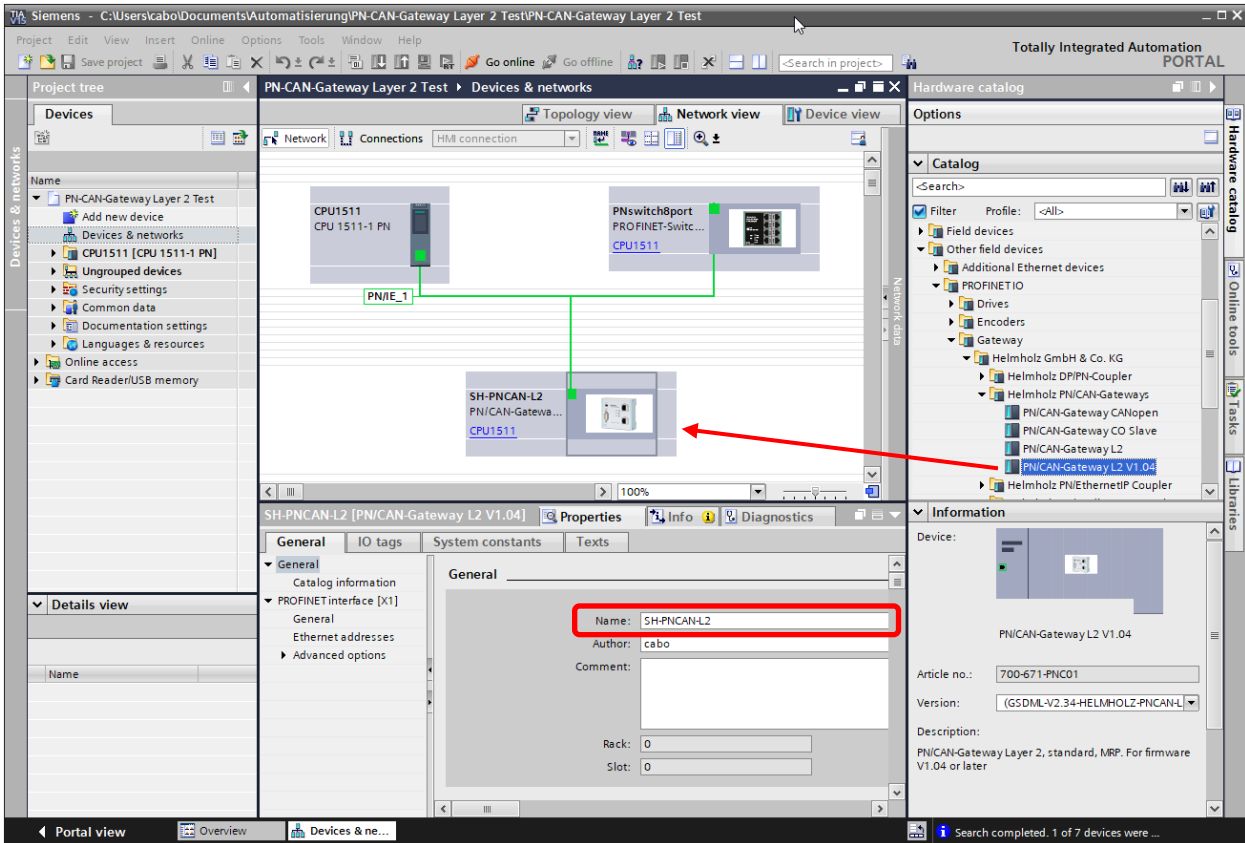 Siemens - C:\Users\cabo\Documents\Automatisierung\PN-CAN-Gateway Layer 2 Test\PN-CAN-Gateway Layer 2 Test
Project Edit View Insert Online Options Tools Window Help
Totally Integrated Automation
PORTAL
Save project
Go online
Go offline
<Search in project>
Project tree
Devices
Devices & networks
Name
PN-CAN-Gateway Layer 2 Test
Add new device
Devices & networks
CPU1511 [CPU 1511-1 PN]
Ungrouped devices
Security settings
Common data
Documentation settings
Languages & resources
Online access
Card Reader/USB memory
Details view
Name
PN-CAN-Gateway Layer 2 Test
Devices & networks
Topology view
Network view
Device view
Network
Connections
HMI connection
CPU1511
CPU 1511-1 PN
PNswitch8port
PROFINET-Switc...
CPU1511
PN/IE_1
SH-PNCAN-L2
PN/CAN-Gatewa...
CPU1511
Network data
100%
SH-PNCAN-L2 [PN/CAN-Gateway L2 V1.04]
Properties
Info
Diagnostics
General
IO tags
System constants
Texts
General
Catalog information
PROFINET interface [X1]
General
Ethernet addresses
Advanced options
General
Name: SH-PNCAN-L2
Author: cabo
Comment:
Rack: 0
Slot: 0
Hardware catalog
Options
Catalog
<Search>
Filter
Profile: <All>
Field devices
Other field devices
Additional Ethernet devices
PROFINET IO
Drives
Encoders
Gateway
Helmholz GmbH & Co. KG
Helmholz DP/PN-Coupler
Helmholz PN/CAN-Gateways
PN/CAN-Gateway CANopen
PN/CAN-Gateway CO Slave
PN/CAN-Gateway L2
PN/CAN-Gateway L2 V1.04
Helmholz PN/EthernetIP Coupler
Information
Device:
PN/CAN-Gateway L2 V1.04
Article no.: 700-671-PNC01
Version: (GSDML-V2.34-HELMHOLZ-PNCAN-L
Description:
PN/CAN-Gateway Layer 2, standard, MRP. For firmware
V1.04 or later
Hardware catalog
Online tools
Tasks
Libraries
Portal view
Overview
Devices & ne...
Search completed. 1 of 7 devices were ...